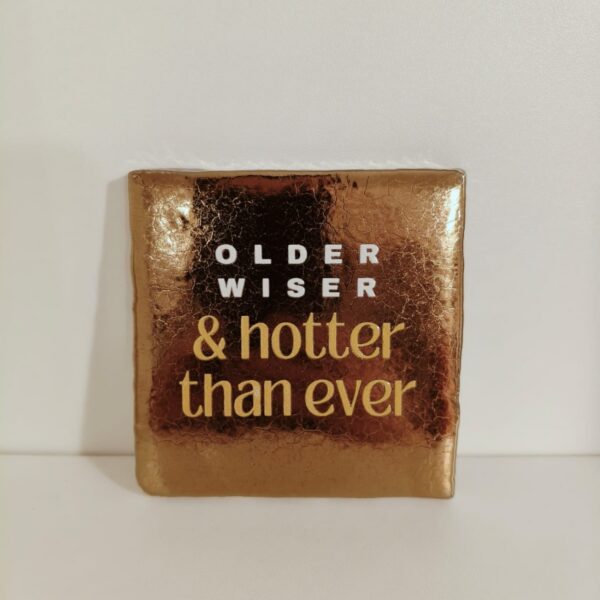 OLDER
WISER
& hotter
than ever